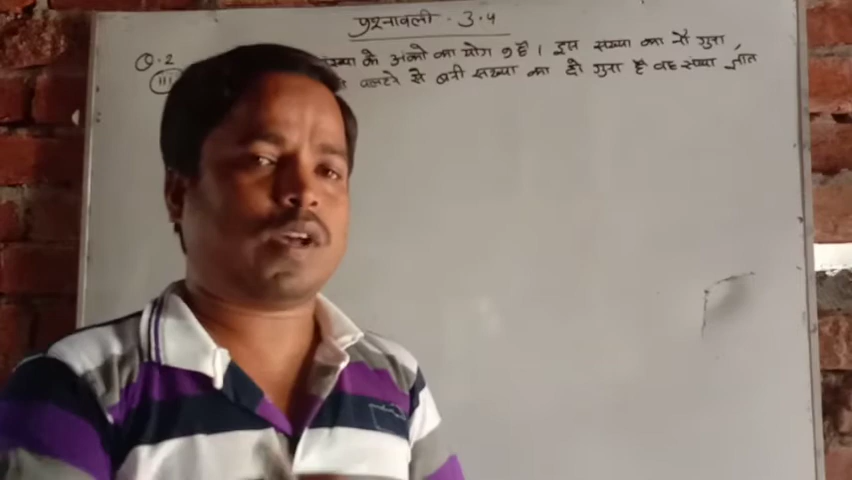 प्रश्नावली - 3.4
Q.2 संख्या के अंको का योग 9 है । इस संख्या का नौ गुना,
(iii) पलटने से बनी संख्या का दो गुना है वह संख्या ज्ञात